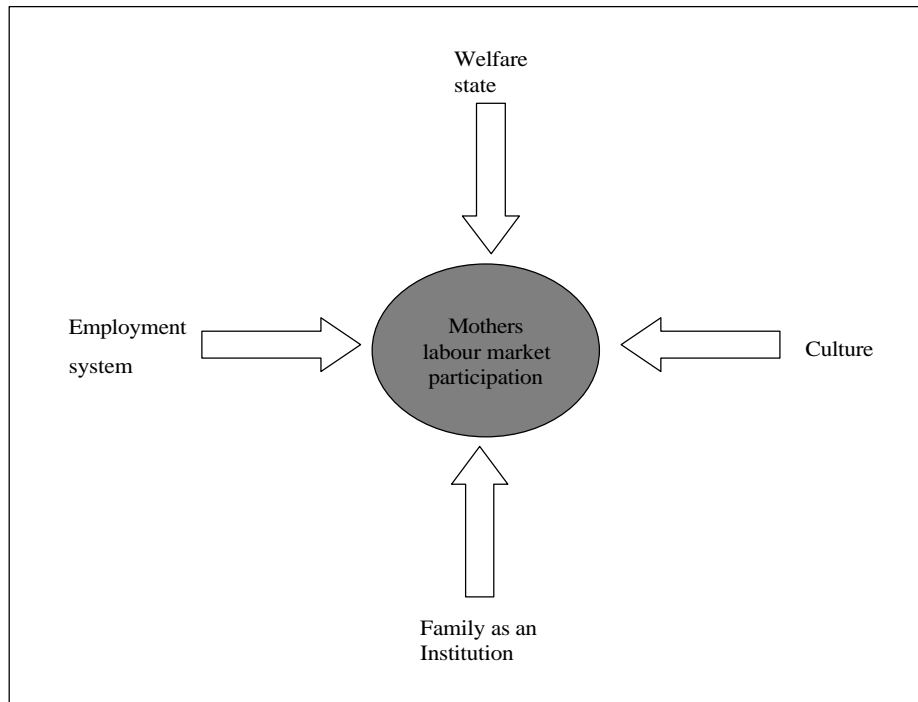 Welfare
state
Employment
system
Mothers
labour market
participation
Culture
Family as an
Institution